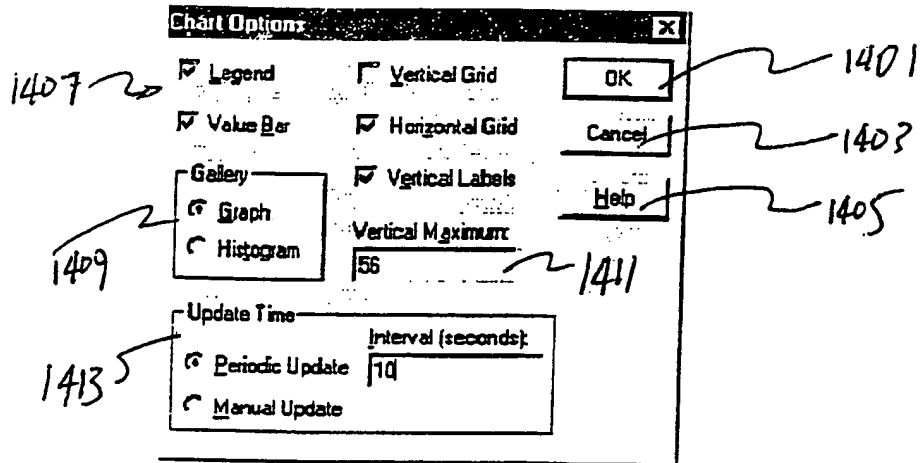 Chart Options
Legend
Vertical Grid
OK
1401
1407
Value Bar
Horizontal Grid
Cancel
1403
Gallery
Vertical Labels
Graph
Help
1405
Histogram
Vertical Maximum:
56
1409
1411
Update Time
Interval (seconds):
Periodic Update
10
1413
Manual Update